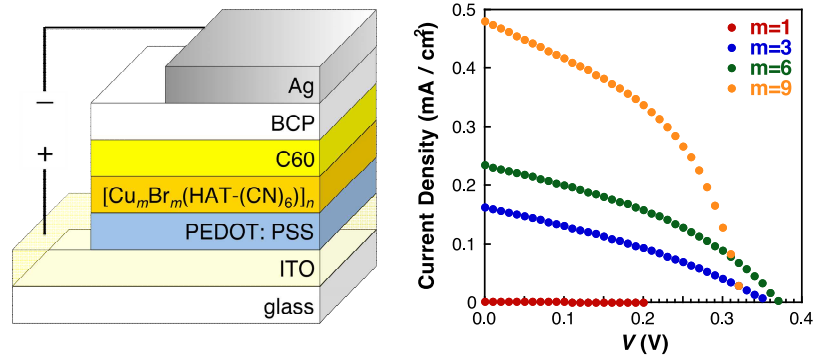 −
+
Ag
BCP
C60
[CuₘBrₘ(HAT-(CN)₆)]ₙ
PEDOT: PSS
ITO
glass
Current Density (mA / cm²)
0.5
0.4
0.3
0.2
0.1
0
m=1
m=3
m=6
m=9
0.0
0.1
0.2
0.3
0.4
V (V)